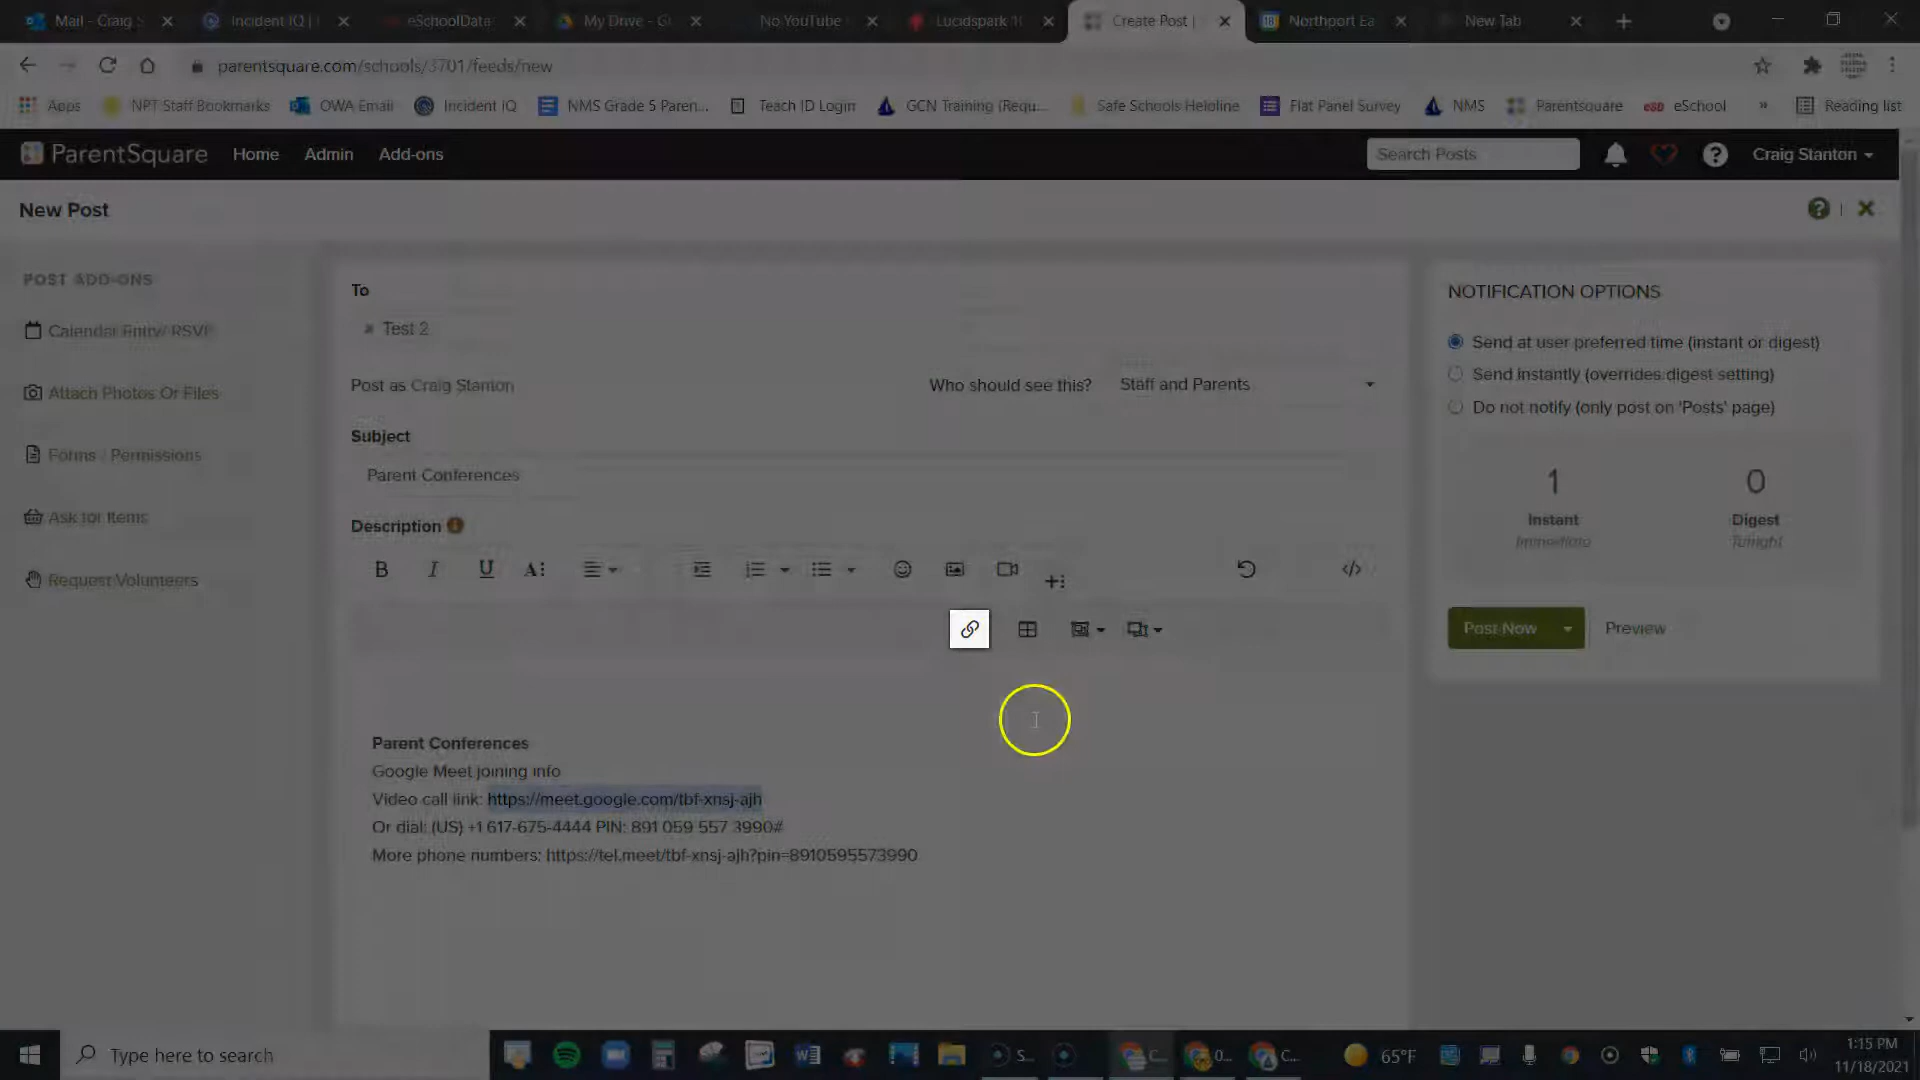 Mail - Craig S
Incident IQ |
eSchoolData
My Drive - Go
No YouTube
Lucidspark 1
Create Post |
Northport Ea
New Tab
parentsquare.com/schools/3701/feeds/new
Apps
NPT Staff Bookmarks
OWA Email
Incident IQ
NMS Grade 5 Paren...
Teach ID Login
GCN Training (Requ...
Safe Schools Helpline
Flat Panel Survey
NMS
Parentsquare
esd eSchool
»
Reading list
ParentSquare
Home
Admin
Add-ons
Search Posts
Craig Stanton
New Post
POST ADD-ONS
Calendar Entry/ RSVP
Attach Photos Or Files
Forms / Permissions
Ask for Items
Request Volunteers
To
Test 2
Post as Craig Stanton
Who should see this?
Staff and Parents
Subject
Parent Conferences
Description
B I U A
Parent Conferences
Google Meet joining info
Video call link: https://meet.google.com/tbf-xnsj-ajh
Or dial: (US) +1 617-675-4444 PIN: 891 059 557 3990#
More phone numbers: https://tel.meet/tbf-xnsj-ajh?pin=8910595573990
NOTIFICATION OPTIONS
Send at user preferred time (instant or digest)
Send Instantly (overrides digest setting)
Do not notify (only post on 'Posts' page)
1
Instant
Immediate
0
Digest
Tonight
Post Now
Preview
Type here to search
S...
C...
0...
C...
65°F
1:15 PM
11/18/2021